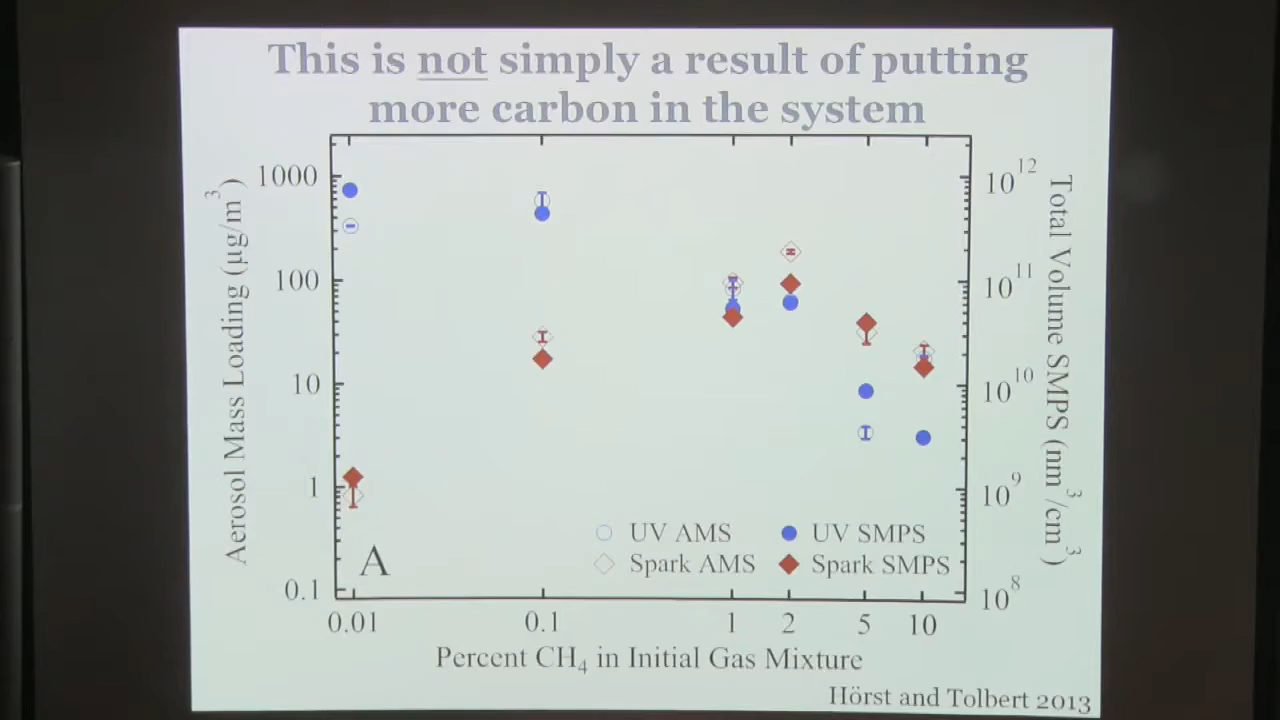 This is not simply a result of putting
more carbon in the system
Aerosol Mass Loading (µg/m³)
1000
100
10
1
0.1
10¹²
10¹¹
10¹⁰
10⁹
10⁸
Total Volume SMPS (nm³/cm³)
A
UV AMS
UV SMPS
Spark AMS
Spark SMPS
0.01 0.1 1 2 5 10
Percent CH₄ in Initial Gas Mixture
Hörst and Tolbert 2013